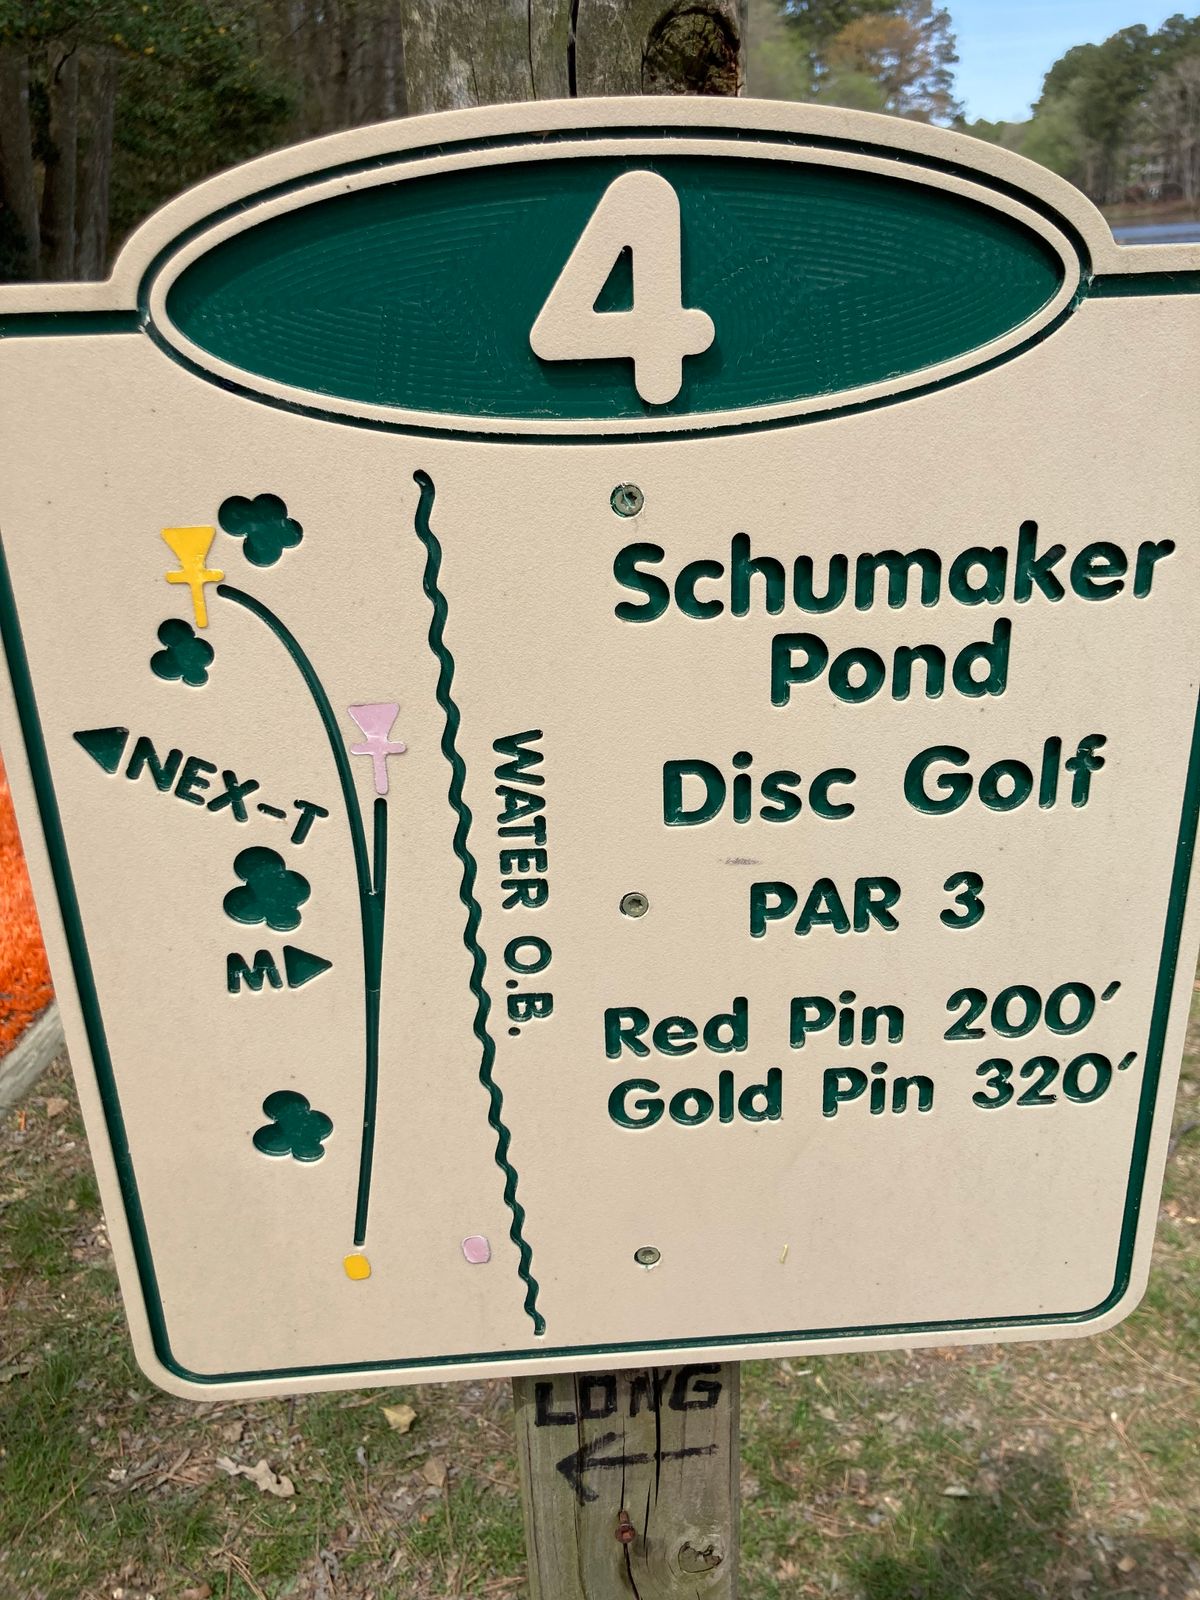 4
Schumaker
Pond
Disc Golf
PAR 3
Red Pin 200′
Gold Pin 320′
NEX-T
M
WATER O.B.
LONG